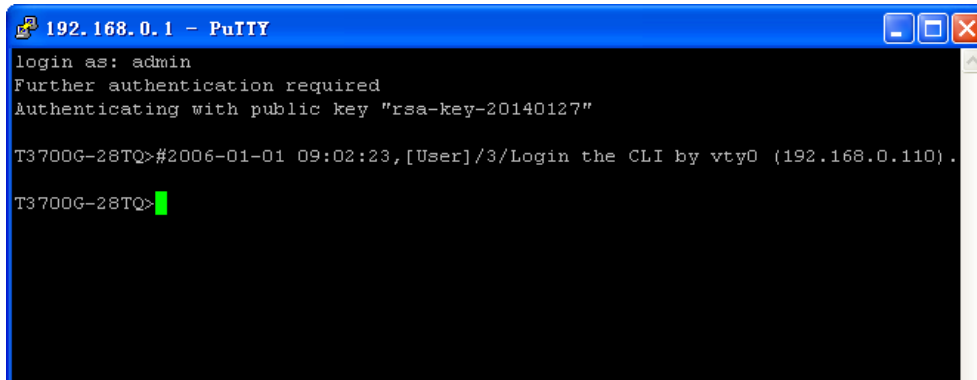 192.168.0.1 - PuTTY
login as: admin
Further authentication required
Authenticating with public key "rsa-key-20140127"
T3700G-28TQ>#2006-01-01 09:02:23,[User]/3/Login the CLI by vty0 (192.168.0.110).
T3700G-28TQ>